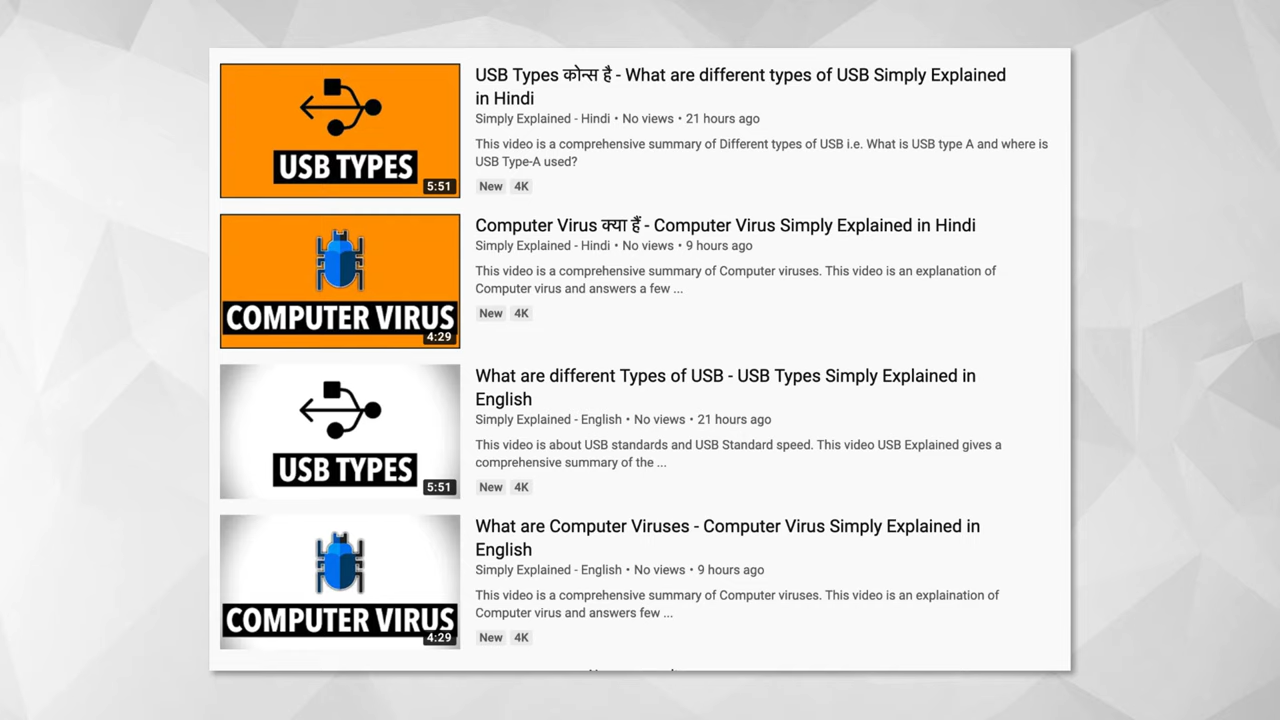 USB TYPES
5:51
USB Types कोन्स है - What are different types of USB Simply Explained
in Hindi
Simply Explained - Hindi • No views • 21 hours ago
This video is a comprehensive summary of Different types of USB i.e. What is USB type A and where is
USB Type-A used?
New 4K
COMPUTER VIRUS
4:29
Computer Virus क्या हैं - Computer Virus Simply Explained in Hindi
Simply Explained - Hindi • No views • 9 hours ago
This video is a comprehensive summary of Computer viruses. This video is an explanation of
Computer virus and answers a few ...
New 4K
USB TYPES
5:51
What are different Types of USB - USB Types Simply Explained in
English
Simply Explained - English • No views • 21 hours ago
This video is about USB standards and USB Standard speed. This video USB Explained gives a
comprehensive summary of the ...
New 4K
COMPUTER VIRUS
4:29
What are Computer Viruses - Computer Virus Simply Explained in
English
Simply Explained - English • No views • 9 hours ago
This video is a comprehensive summary of Computer viruses. This video is an explaination of
Computer virus and answers few ...
New 4K